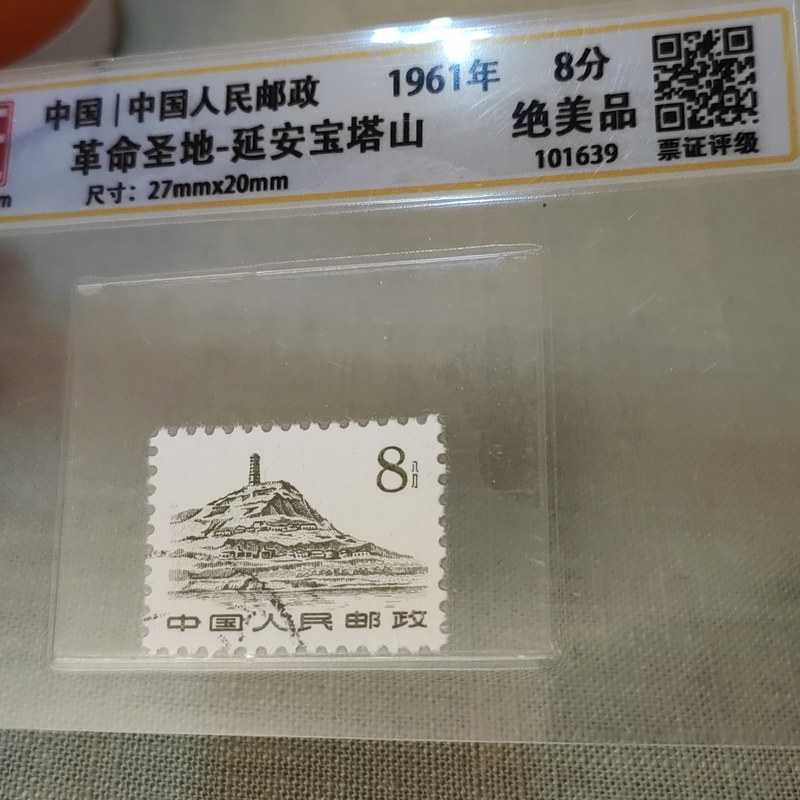 中国|中国人民邮政
1961年
8分
革命圣地-延安宝塔山
绝美品
尺寸：27mmx20mm
101639
票证评级
8分
中国人民邮政